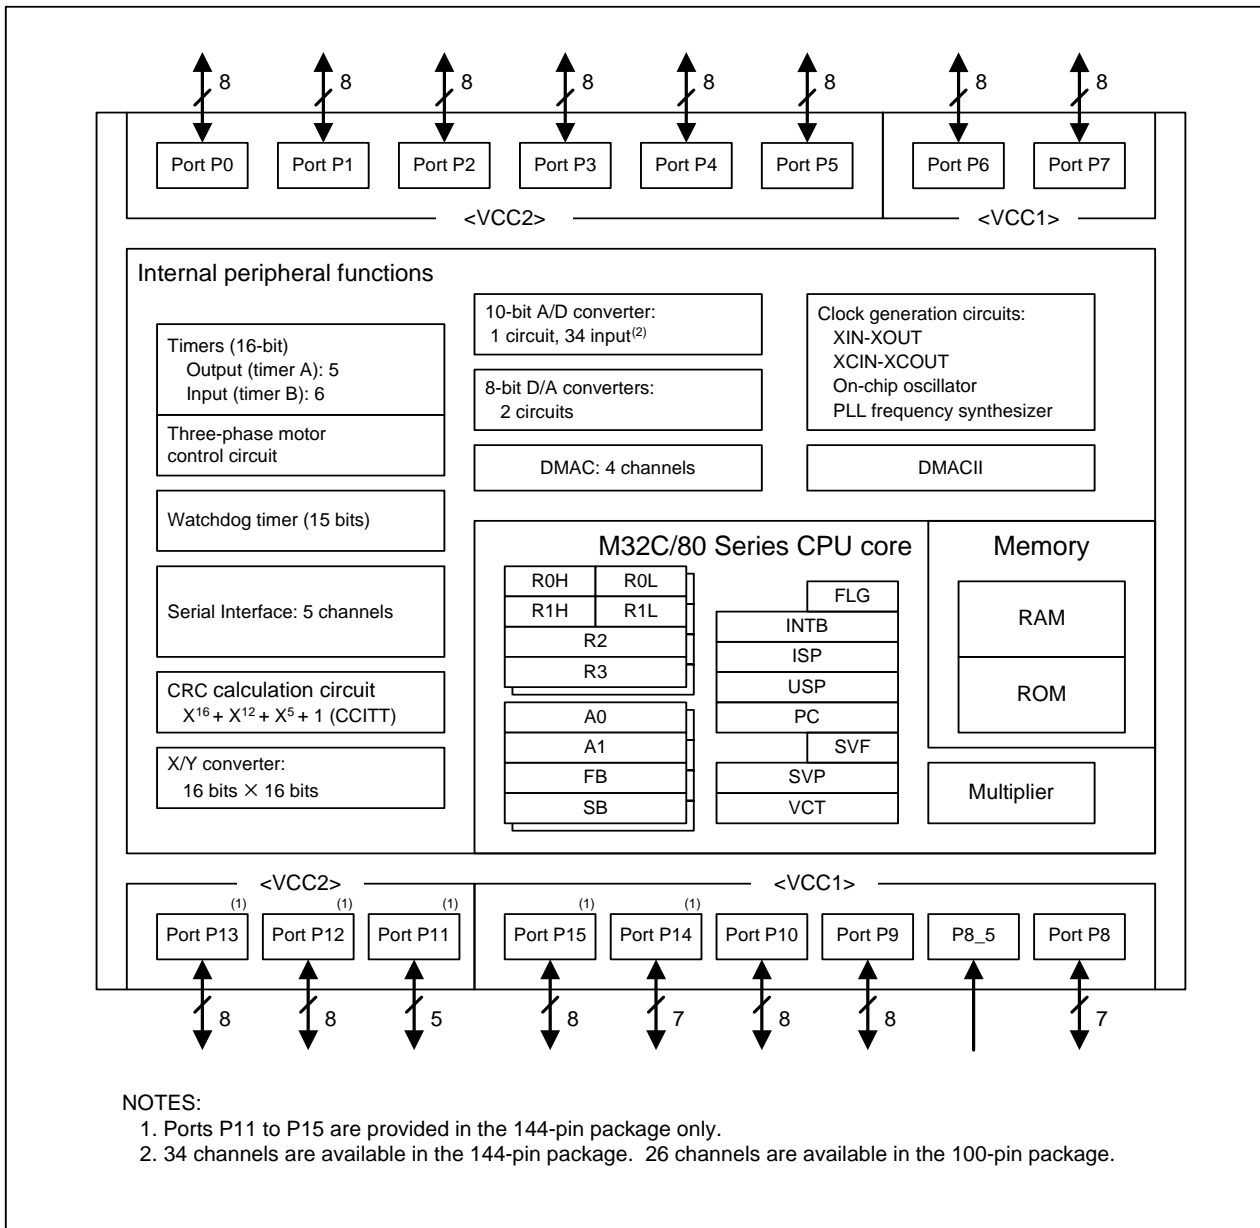 8 8 8 8 8 8 8 8
Port P0 Port P1 Port P2 Port P3 Port P4 Port P5 Port P6 Port P7
<VCC2> <VCC1>
Internal peripheral functions
Timers (16-bit)
Output (timer A): 5
Input (timer B): 6
Three-phase motor
control circuit
Watchdog timer (15 bits)
Serial Interface: 5 channels
CRC calculation circuit
X¹⁶ + X¹² + X⁵ + 1 (CCITT)
X/Y converter:
16 bits × 16 bits
10-bit A/D converter:
1 circuit, 34 input⁽²⁾
8-bit D/A converters:
2 circuits
DMAC: 4 channels
Clock generation circuits:
XIN-XOUT
XCIN-XCOUT
On-chip oscillator
PLL frequency synthesizer
DMACII
M32C/80 Series CPU core
R0H R0L
R1H R1L
R2
R3
A0
A1
FB
SB
FLG
INTB
ISP
USP
PC
SVF
SVP
VCT
Memory
RAM
ROM
Multiplier
<VCC2> <VCC1>
(1) (1) (1) (1) (1)
Port P13 Port P12 Port P11 Port P15 Port P14 Port P10 Port P9 P8_5 Port P8
8 8 5 8 7 8 8 7
NOTES:
1. Ports P11 to P15 are provided in the 144-pin package only.
2. 34 channels are available in the 144-pin package. 26 channels are available in the 100-pin package.